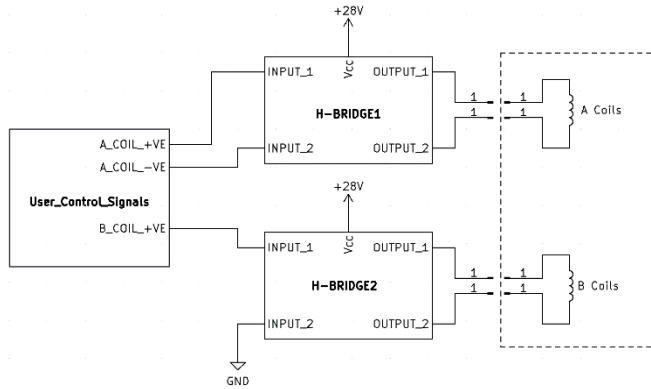 +28V
INPUT_1
Vcc
OUTPUT_1
H-BRIDGE1
INPUT_2
OUTPUT_2
1 1
1 1
A Coils
A_COIL_+VE
A_COIL_-VE
User_Control_Signals
B_COIL_+VE
+28V
INPUT_1
Vcc
OUTPUT_1
H-BRIDGE2
INPUT_2
OUTPUT_2
1 1
1 1
B Coils
GND